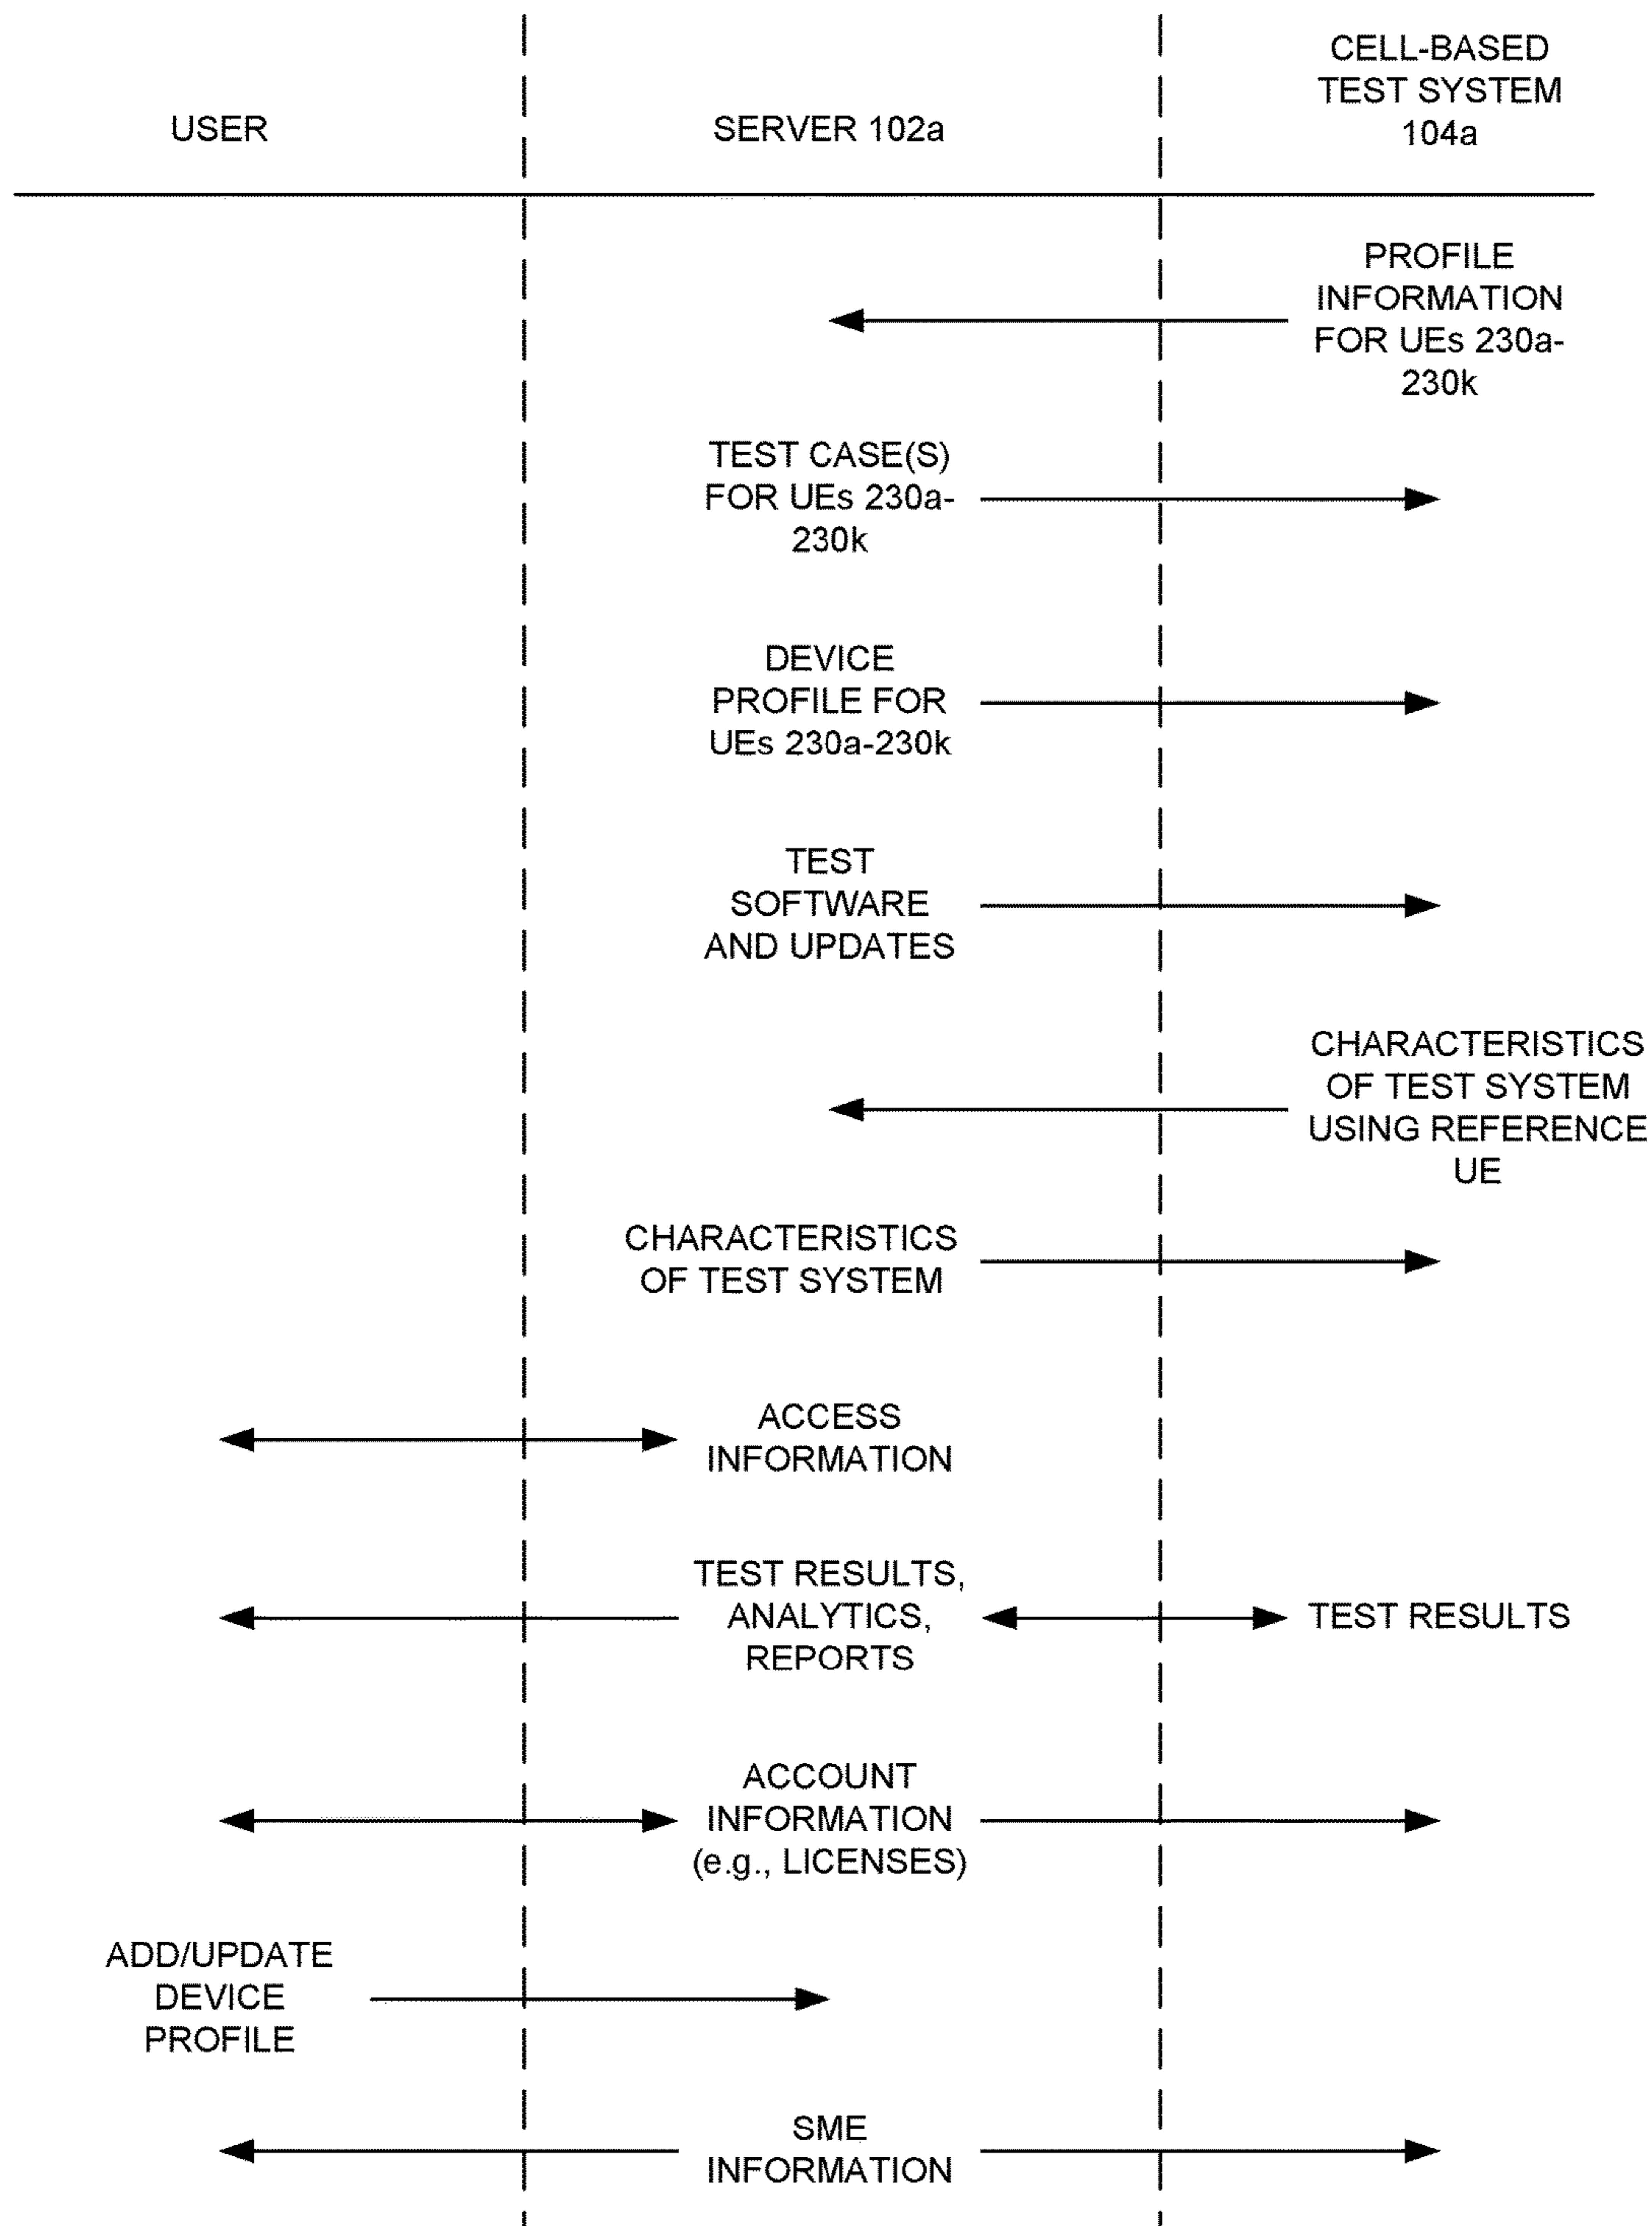 USER
SERVER 102a
CELL-BASED
TEST SYSTEM
104a
PROFILE
INFORMATION
FOR UEs 230a-
230k
TEST CASE(S)
FOR UEs 230a-
230k
DEVICE
PROFILE FOR
UEs 230a-230k
TEST
SOFTWARE
AND UPDATES
CHARACTERISTICS
OF TEST SYSTEM
USING REFERENCE
UE
CHARACTERISTICS
OF TEST SYSTEM
ACCESS
INFORMATION
TEST RESULTS,
ANALYTICS,
REPORTS
TEST RESULTS
ACCOUNT
INFORMATION
(e.g., LICENSES)
ADD/UPDATE
DEVICE
PROFILE
SME
INFORMATION